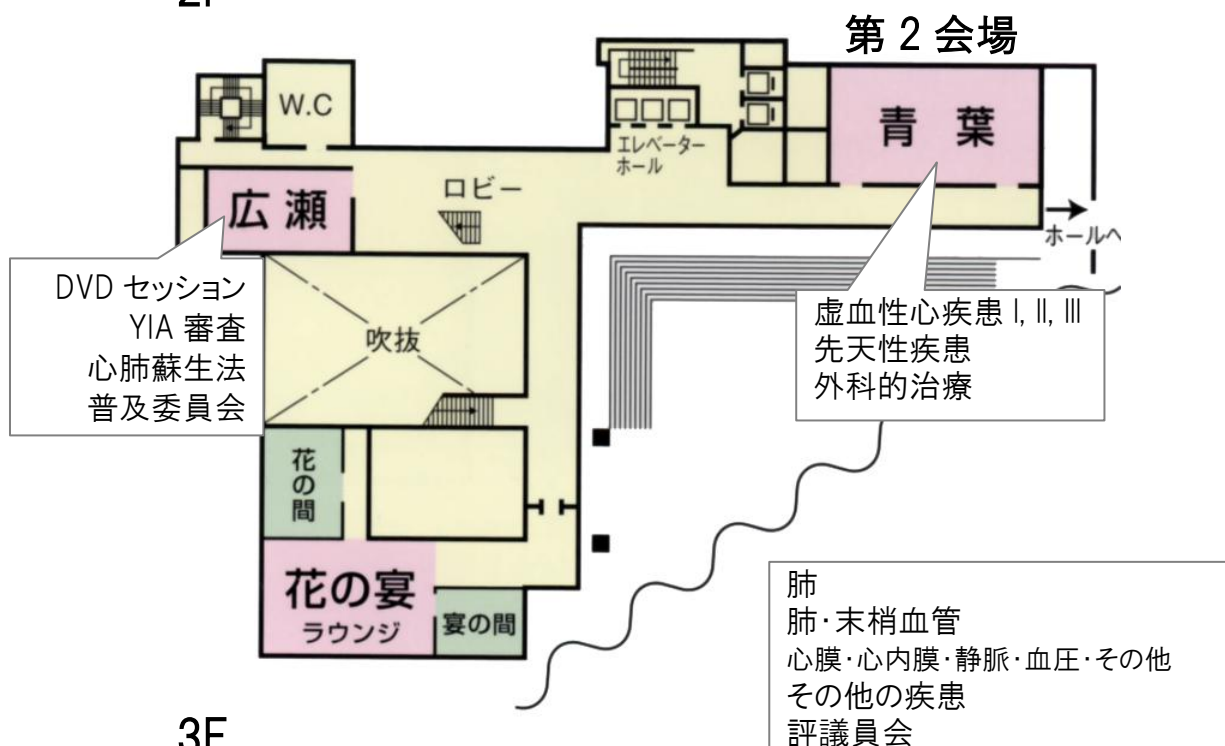 2F
第 2 会場
W.C
青 葉
エレベーター
ホール
広 瀬
ロビー
ホールへ
DVD セッション
YIA 審査
心肺蘇生法
普及委員会
虚血性心疾患 I, II, III
先天性疾患
外科的治療
吹抜
花の間
花の宴
ラウンジ
宴の間
肺
肺・末梢血管
心膜・心内膜・静脈・血圧・その他
その他の疾患
評議員会
3F